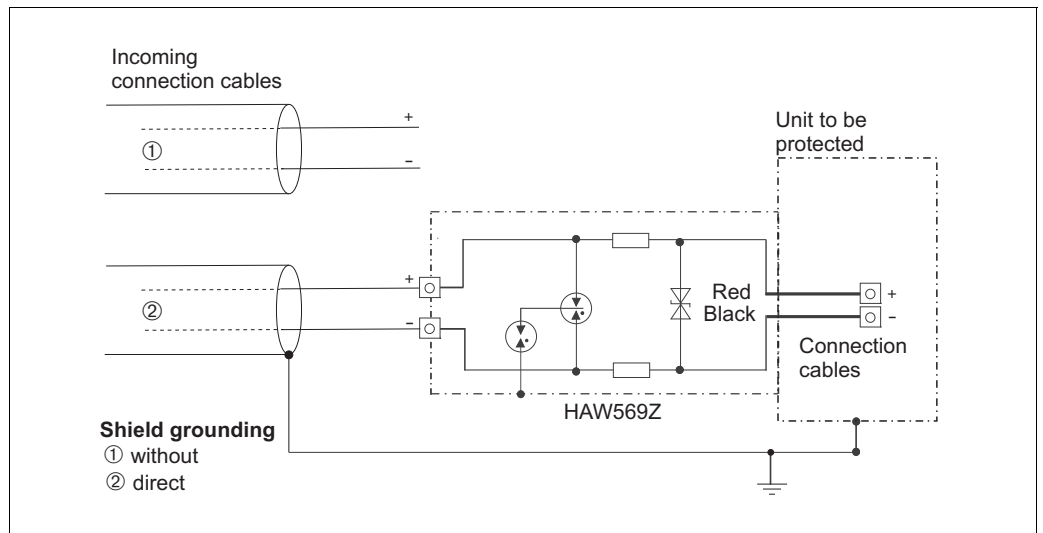 Incoming
connection cables
+
①
-
Unit to be
protected
+
②
-
Red
Black
+
-
Connection
cables
HAW569Z
Shield grounding
① without
② direct